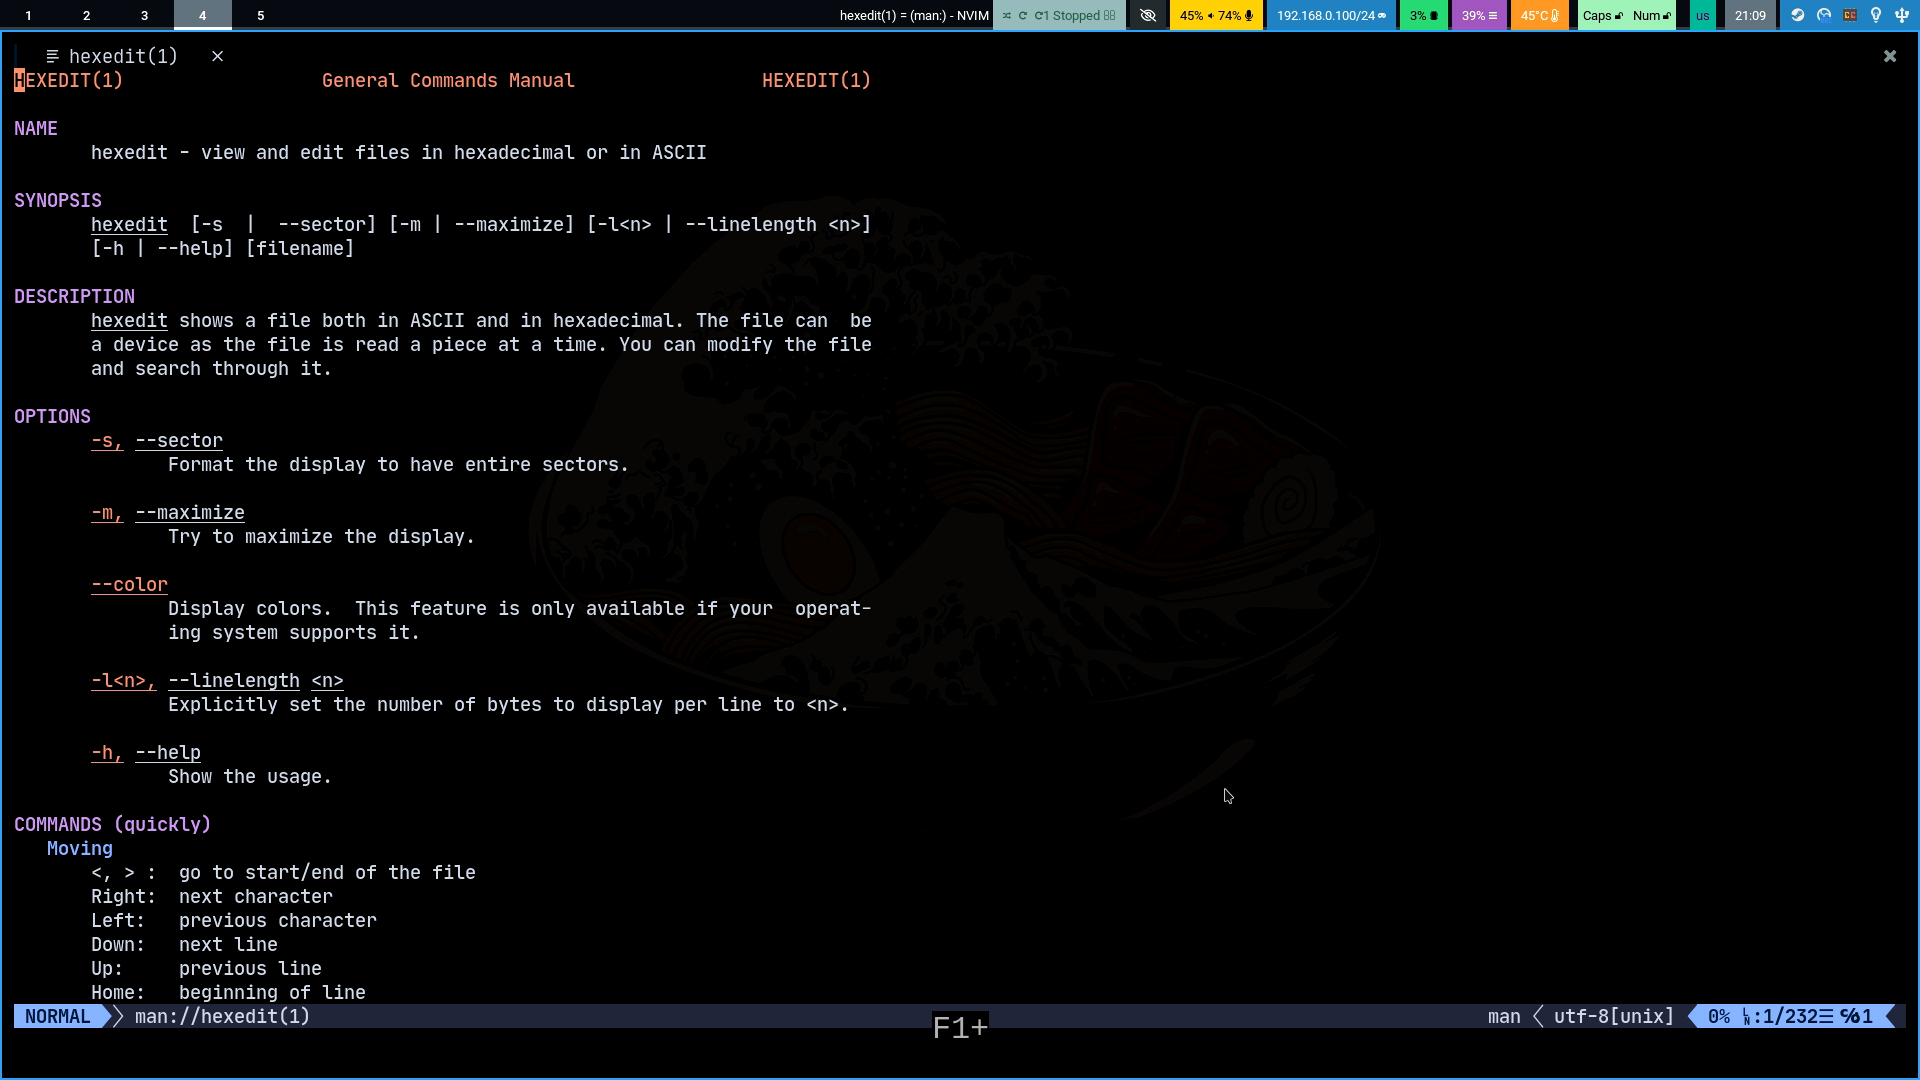 1 2 3 4 5 hexedit(1) = (man:) - NVIM 1 Stopped 45% 74% 192.168.0.100/24 3% 39% 45°C Caps Num us 21:09 CC
hexedit(1)
HEXEDIT(1) General Commands Manual HEXEDIT(1)
NAME
hexedit - view and edit files in hexadecimal or in ASCII
SYNOPSIS
hexedit [-s | --sector] [-m | --maximize] [-l<n> | --linelength <n>]
[-h | --help] [filename]
DESCRIPTION
hexedit shows a file both in ASCII and in hexadecimal. The file can be
a device as the file is read a piece at a time. You can modify the file
and search through it.
OPTIONS
-s, --sector
Format the display to have entire sectors.
-m, --maximize
Try to maximize the display.
--color
Display colors. This feature is only available if your operat-
ing system supports it.
-l<n>, --linelength <n>
Explicitly set the number of bytes to display per line to <n>.
-h, --help
Show the usage.
COMMANDS (quickly)
Moving
<, > : go to start/end of the file
Right: next character
Left: previous character
Down: next line
Up: previous line
Home: beginning of line
NORMAL man://hexedit(1) man utf-8[unix] 0% LN:1/232☰ ℅1
F1+